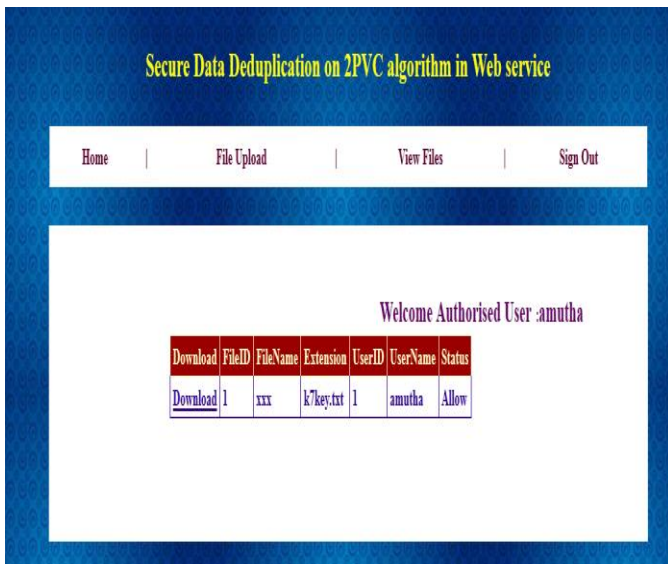 Secure Data Deduplication on 2PVC algorithm in Web service
Home | File Upload | View Files | Sign Out
Welcome Authorised User :amutha
Download FileID FileName Extension UserID UserName Status
Download 1 xxx k7key.txt 1 amutha Allow